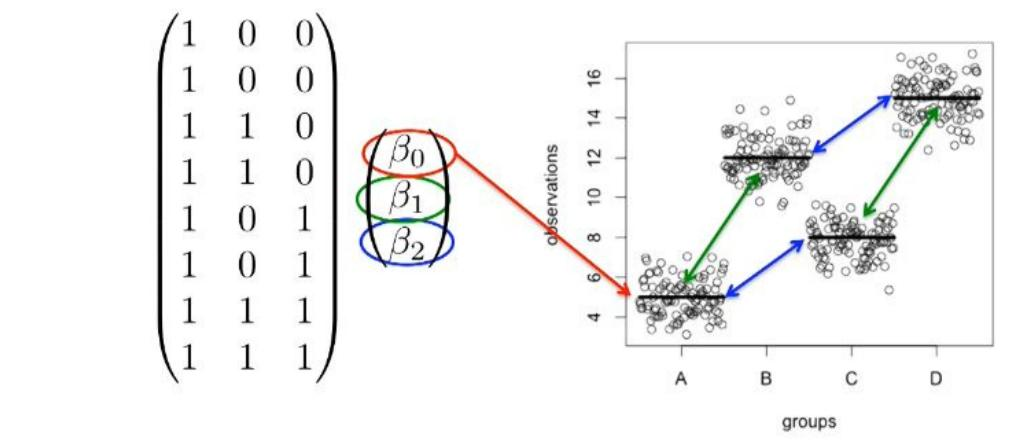 1 0 0
1 0 0
1 1 0
1 1 0
1 0 1
1 0 1
1 1 1
1 1 1
β0
β1
β2
observations
16
14
12
10
8
6
4
A B C D
groups